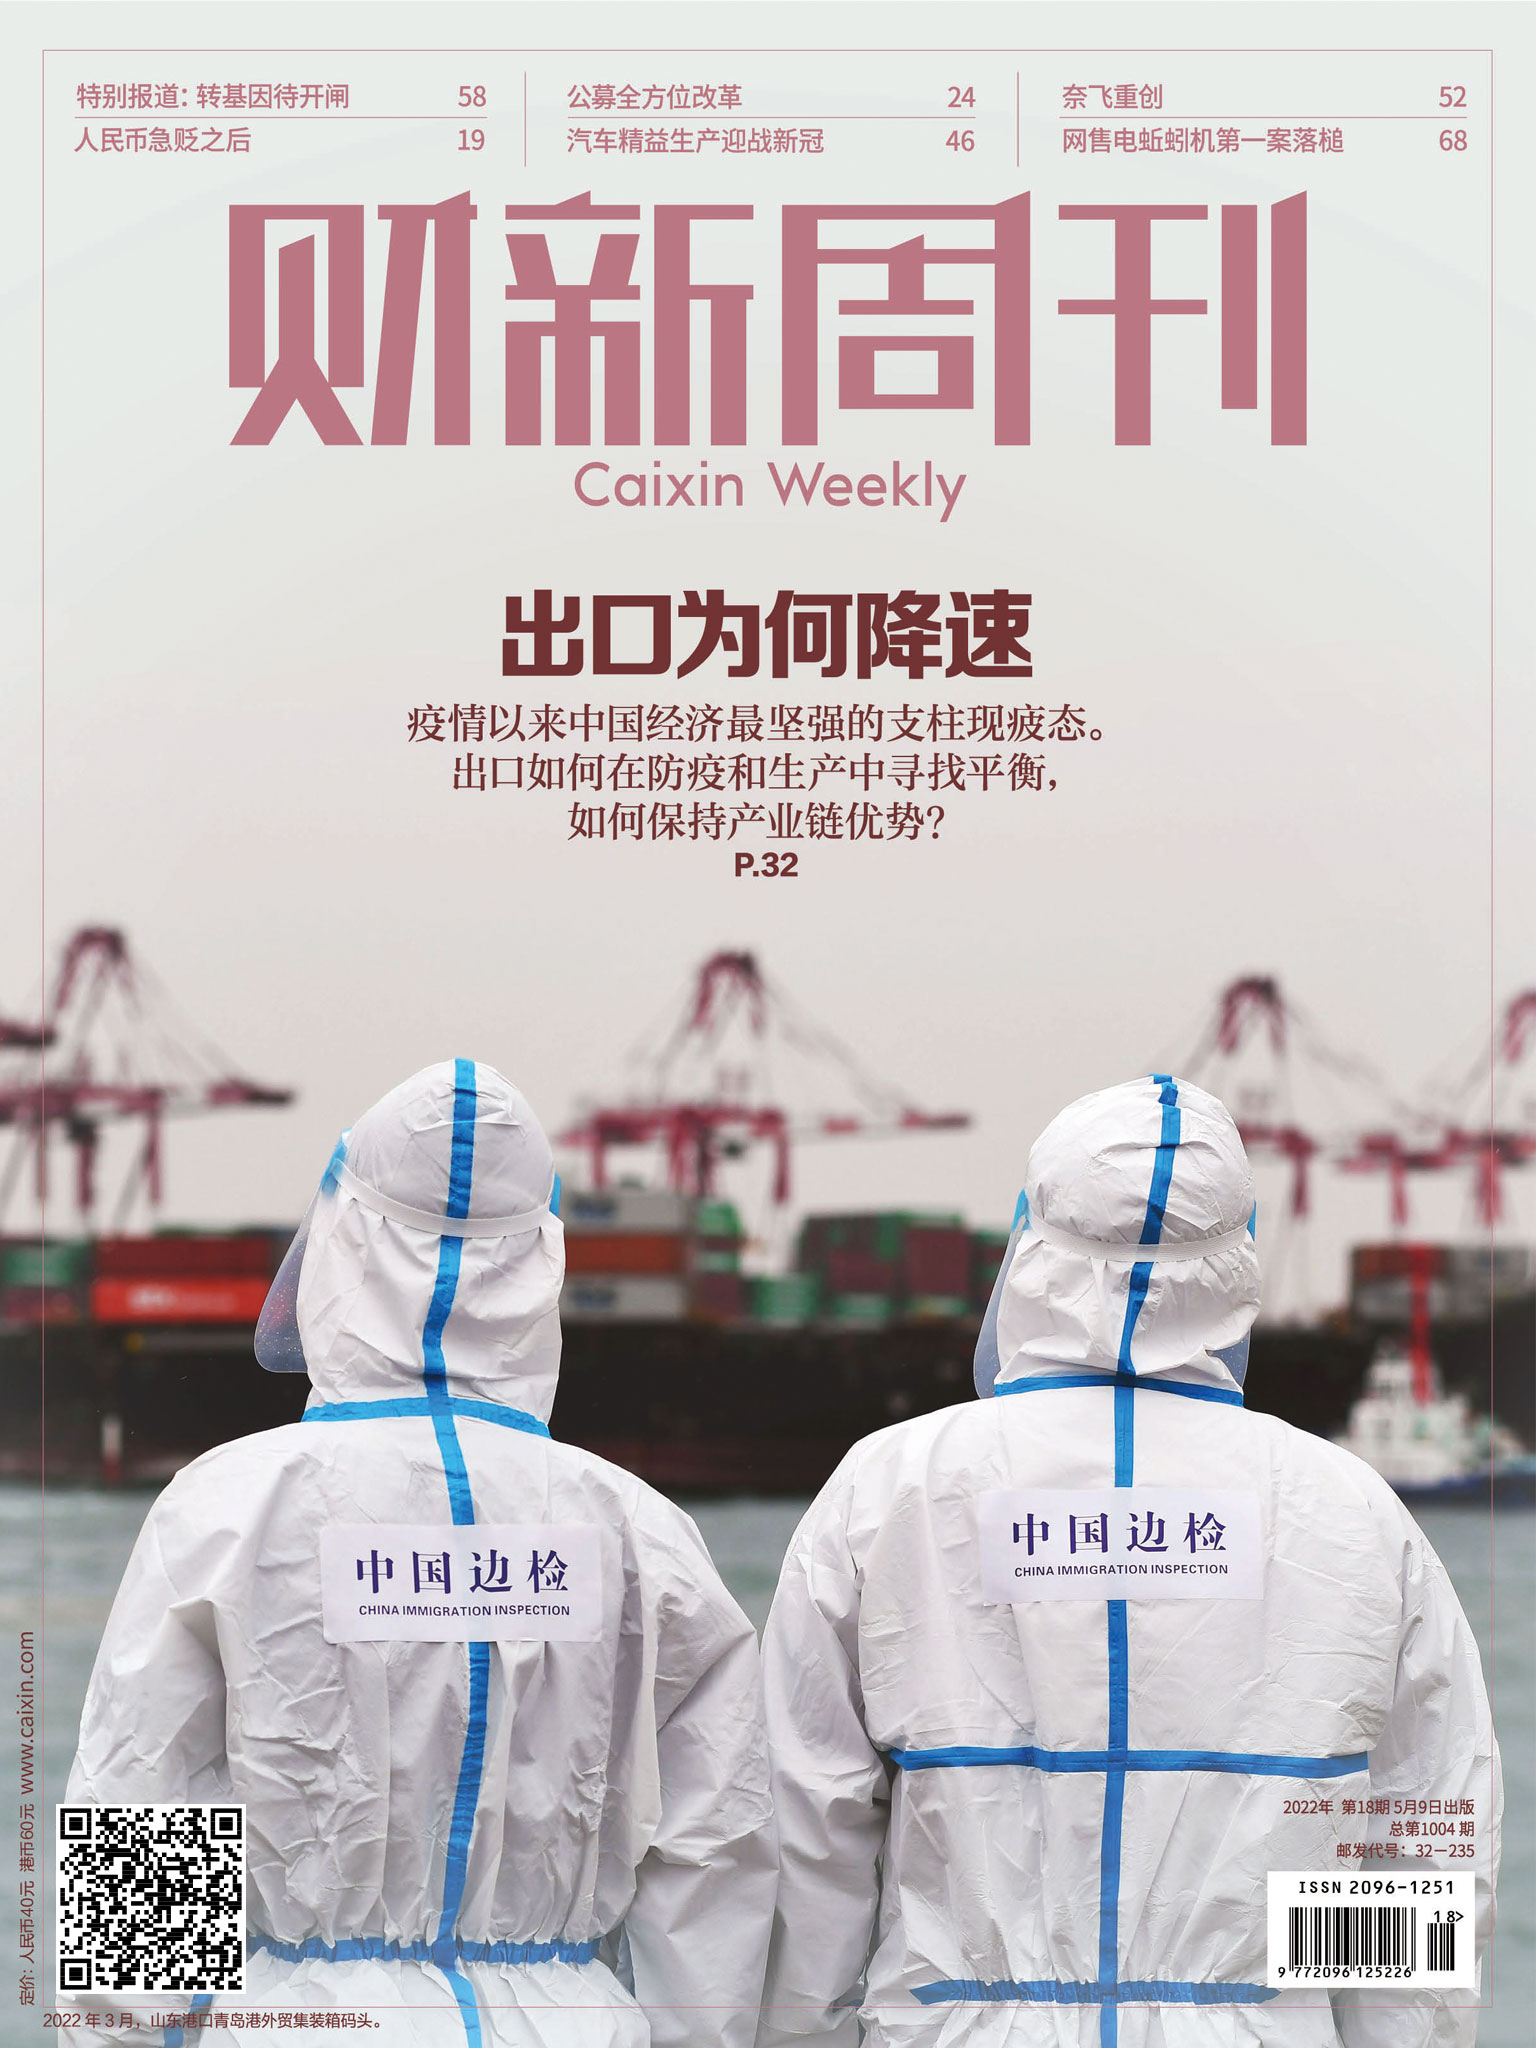 特别报道：转基因待开闸 58
人民币急贬之后 19
公募全方位改革 24
汽车精益生产迎战新冠 46
奈飞重创 52
网售电蚯蚓机第一案落槌 68
财新周刊
Caixin Weekly
出口为何降速
疫情以来中国经济最坚强的支柱现疲态。
出口如何在防疫和生产中寻找平衡，
如何保持产业链优势？
P.32
中国边检
CHINA IMMIGRATION INSPECTION
中国边检
CHINA IMMIGRATION INSPECTION
定价：人民币40元 港币60元 www.caixin.com
2022年 第18期 5月9日出版
总第1004 期
邮发代号：32－235
ISSN 2096-1251
18>
9 772096 125226
2022 年 3 月，山东港口青岛港外贸集装箱码头。